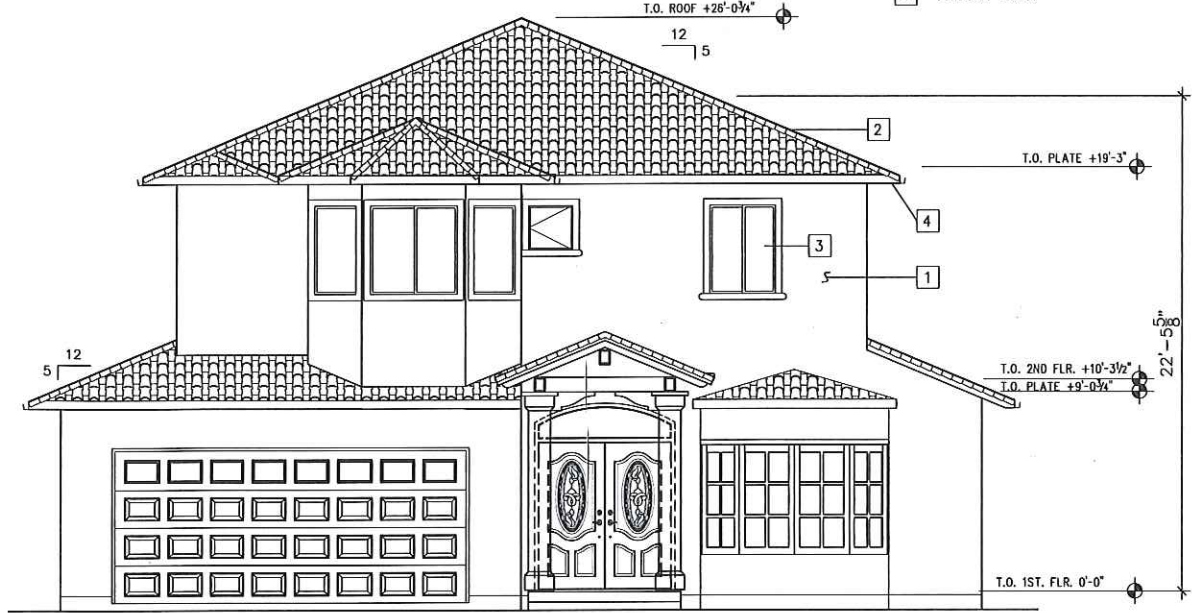 T.O. ROOF +26'-0¾"
12
5
2
T.O. PLATE +19'-3"
4
3
1
22'-5⅝"
12
5
T.O. 2ND FLR. +10'-3½"
T.O. PLATE +9'-0¾"
T.O. 1ST. FLR. 0'-0"